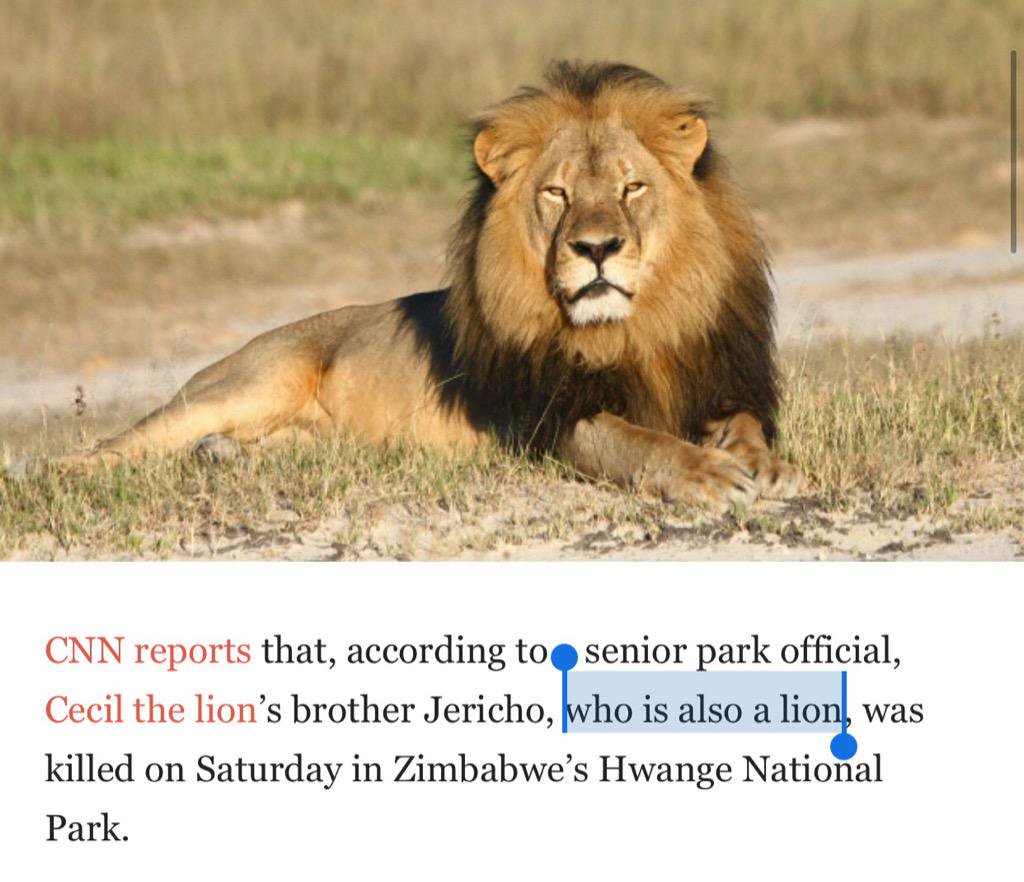 CNN reports that, according to senior park official,
Cecil the lion’s brother Jericho, who is also a lion, was
killed on Saturday in Zimbabwe’s Hwange National
Park.